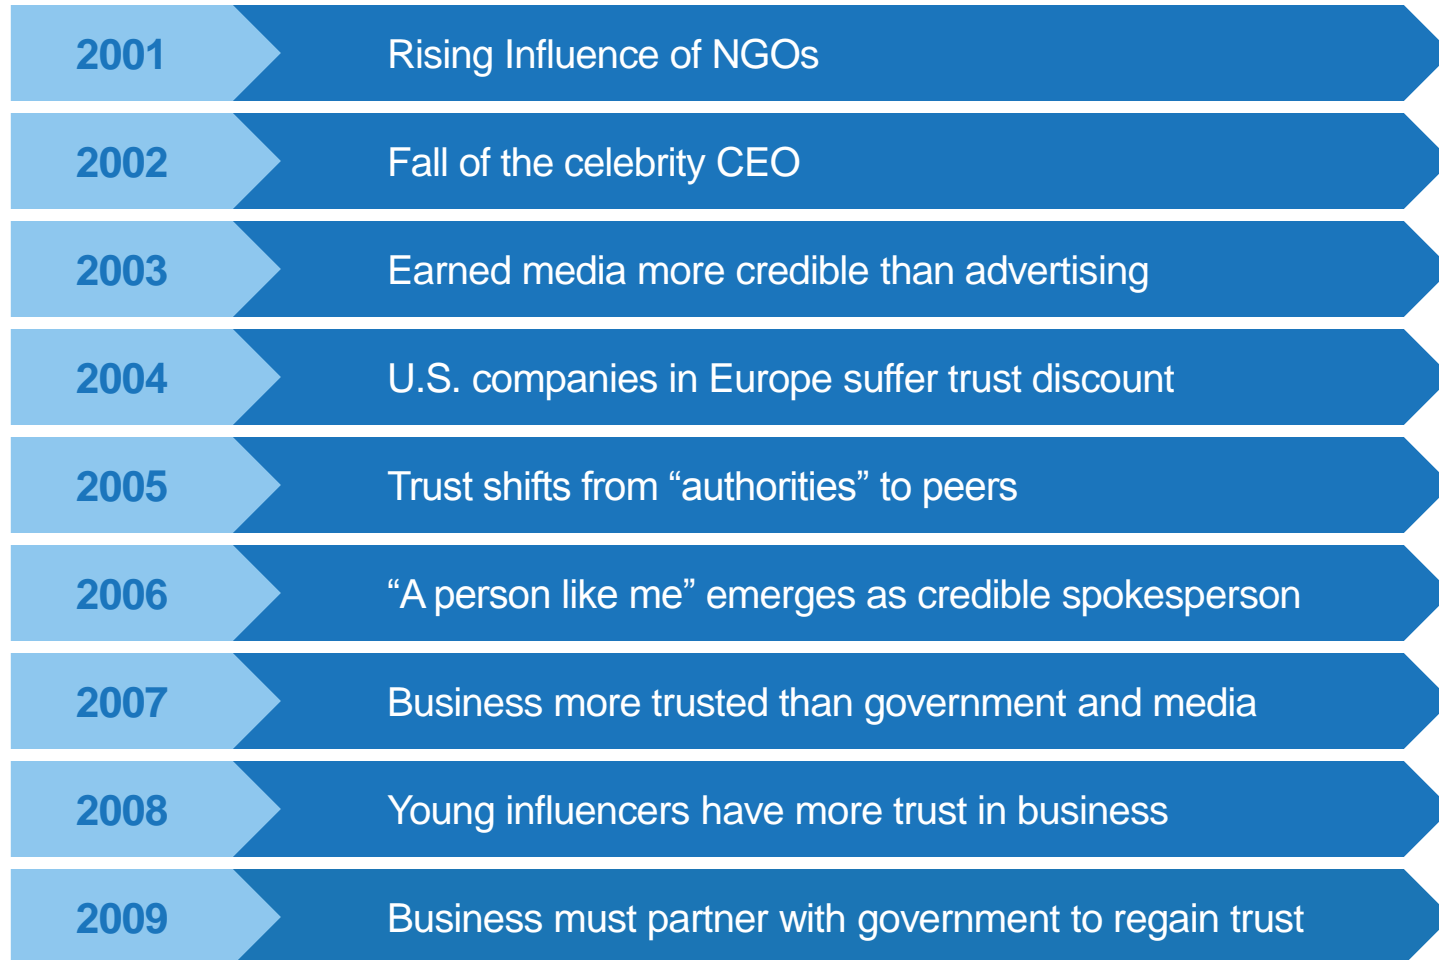 2001 Rising Influence of NGOs
2002 Fall of the celebrity CEO
2003 Earned media more credible than advertising
2004 U.S. companies in Europe suffer trust discount
2005 Trust shifts from “authorities” to peers
2006 “A person like me” emerges as credible spokesperson
2007 Business more trusted than government and media
2008 Young influencers have more trust in business
2009 Business must partner with government to regain trust